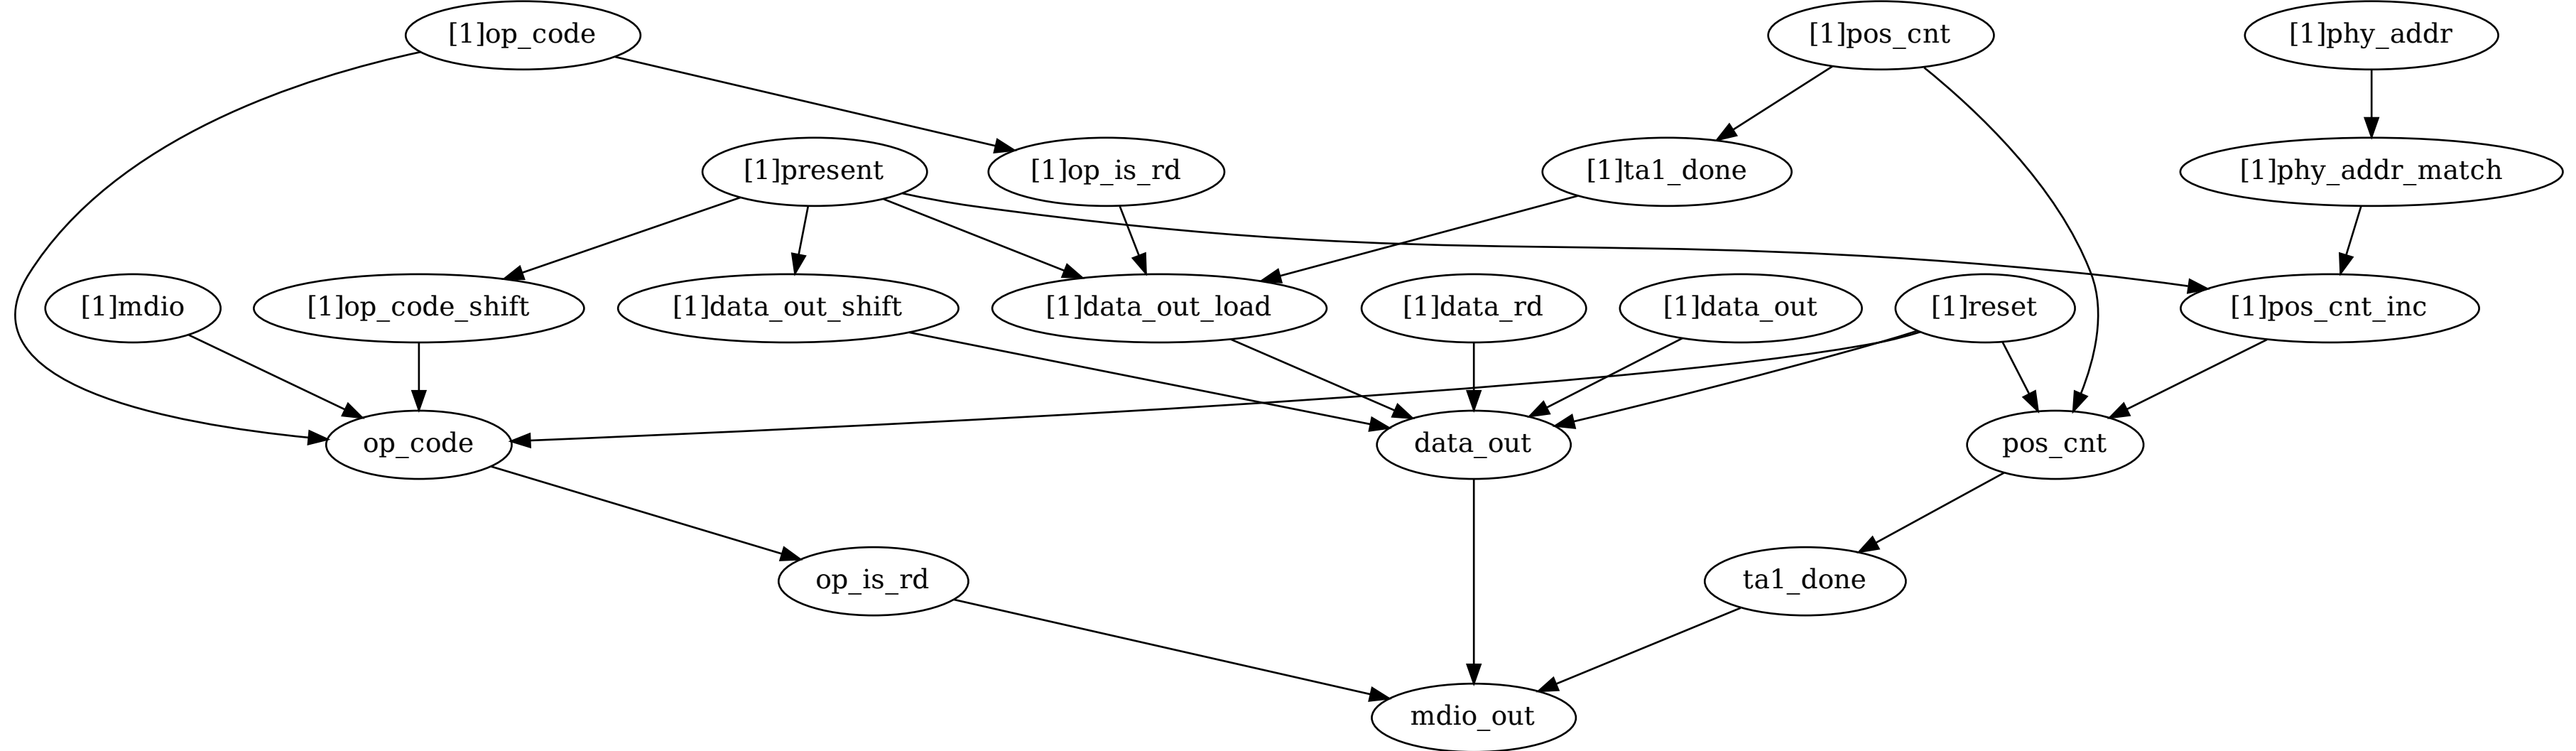 [1]op_code
[1]pos_cnt
[1]phy_addr
[1]present
[1]op_is_rd
[1]ta1_done
[1]phy_addr_match
[1]mdio
[1]op_code_shift
[1]data_out_shift
[1]data_out_load
[1]data_rd
[1]data_out
[1]reset
[1]pos_cnt_inc
op_code
data_out
pos_cnt
op_is_rd
ta1_done
mdio_out